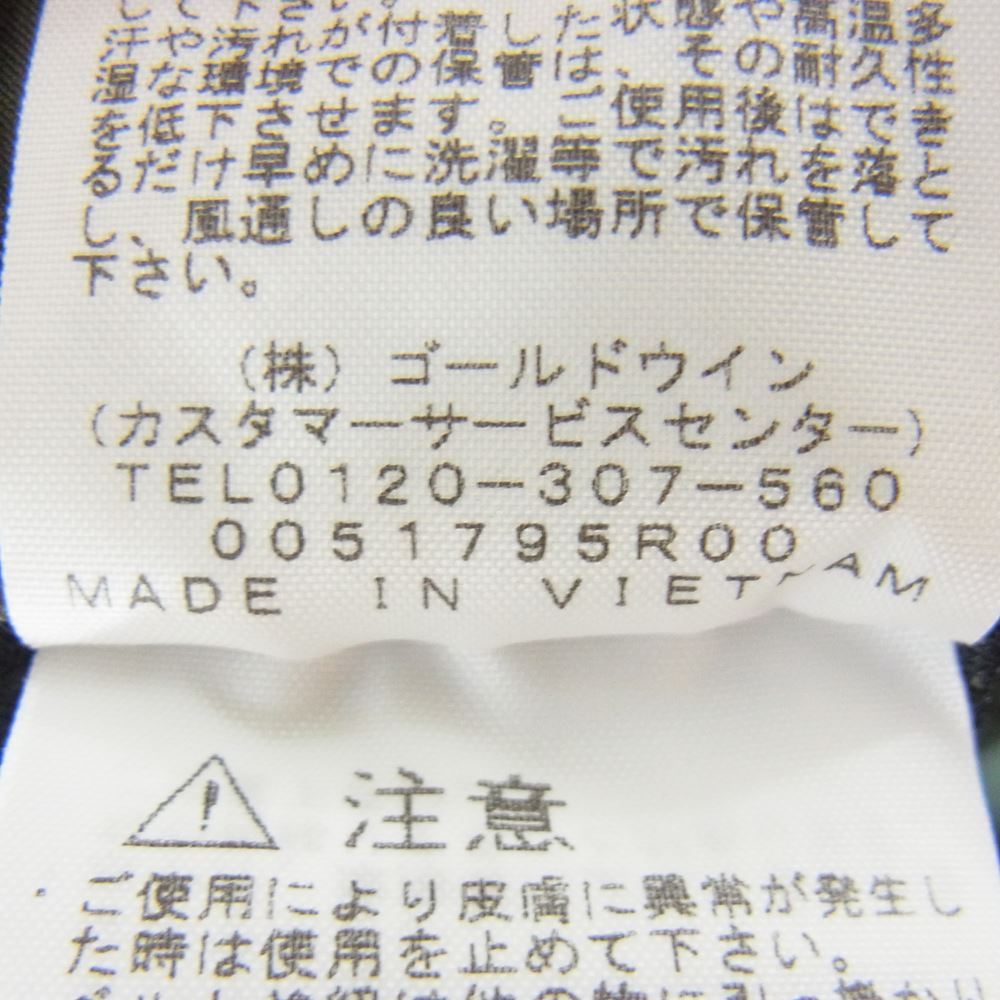 汗や汚れが付着した状態や高温多
湿な環境での保管は、その耐久性
を低下させます。ご使用後はでき
るだけ早めに洗濯等で汚れを落と
し、風通しの良い場所で保管して
下さい。
(株)ゴールドウイン
(カスタマーサービスセンター)
TEL0120-307-560
0051795R00
MADE IN VIETNAM
注意
・ご使用により皮膚に異常が発生し
た時は使用を止めて下さい。